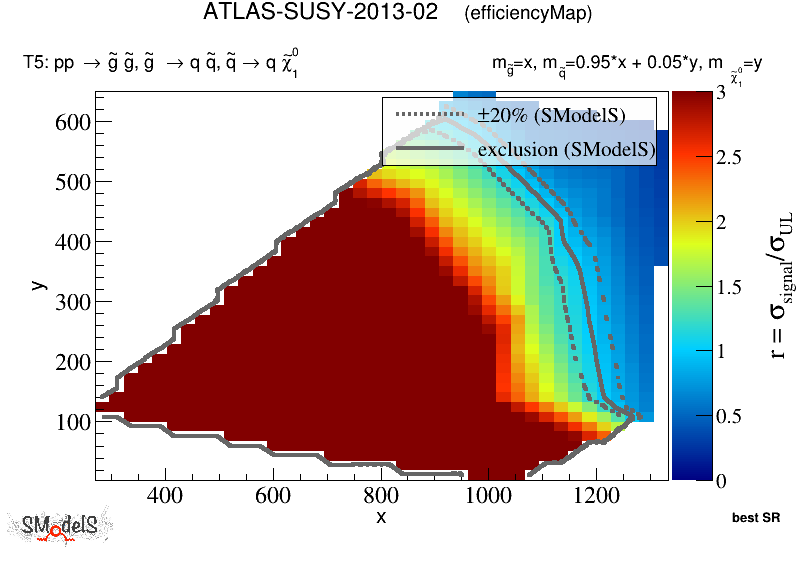 ATLAS-SUSY-2013-02 (efficiencyMap)
T5: pp → g̃ g̃, g̃ → q q̃, q̃ → q χ̃₁⁰ m_g̃=x, m_q̃=0.95*x + 0.05*y, m_χ̃₁⁰=y
±20% (SModelS)
exclusion (SModelS)
600
500
400
300
200
100
y
400 600 800 1000 1200
x
3
2.5
2
1.5
1
0.5
0
r = σ_signal/σ_UL
best SR
SModelS